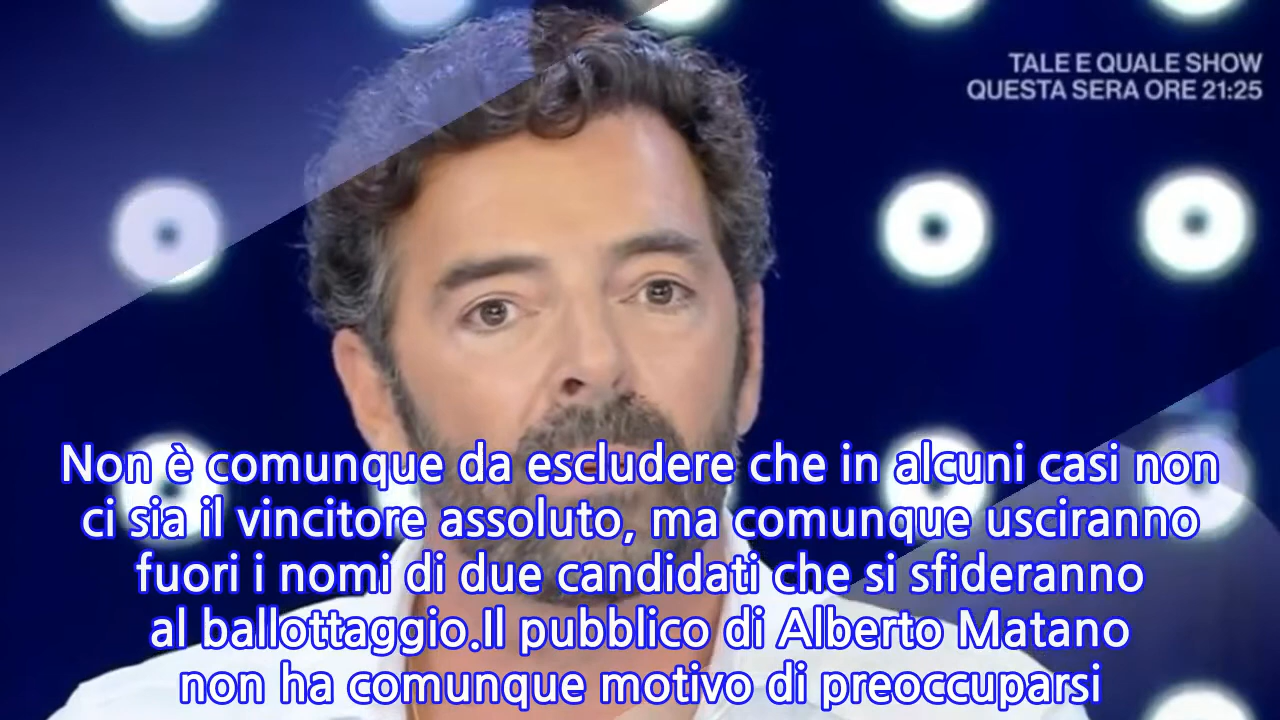 TALE E QUALE SHOW
QUESTA SERA ORE 21:25
Non è comunque da escludere che in alcuni casi non
ci sia il vincitore assoluto, ma comunque usciranno
fuori i nomi di due candidati che si sfideranno
al ballottaggio.Il pubblico di Alberto Matano
non ha comunque motivo di preoccuparsi